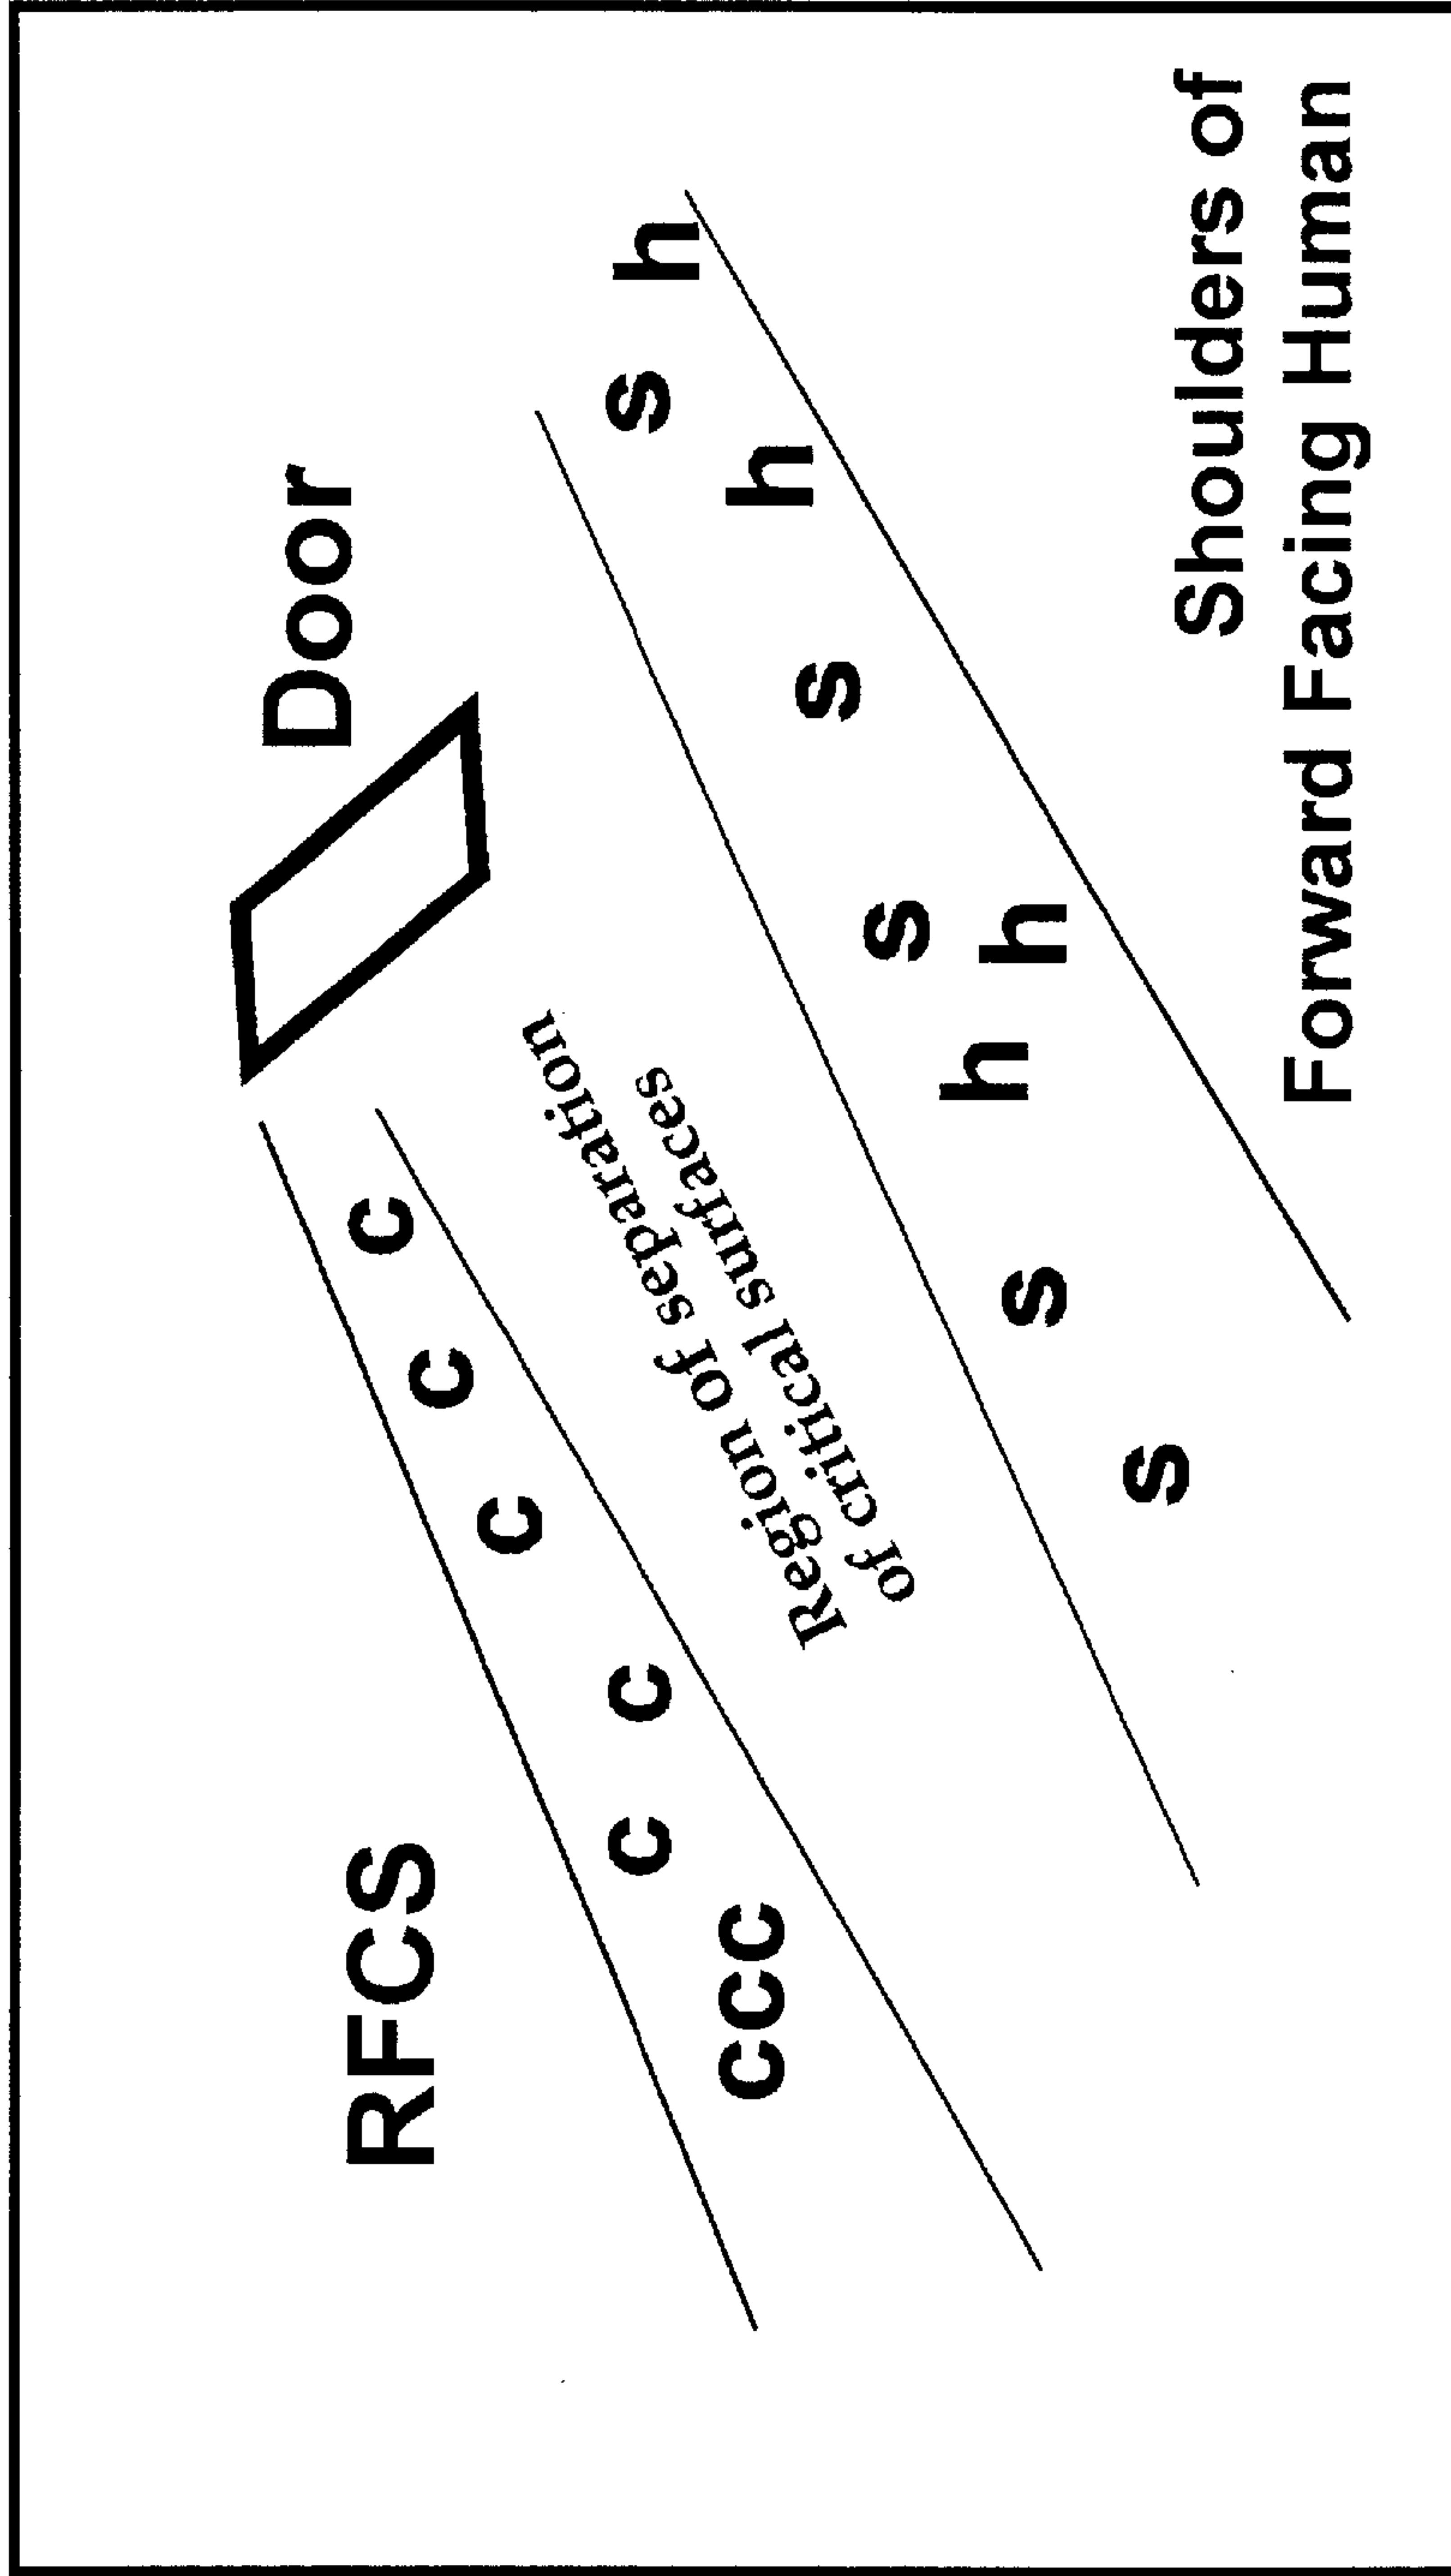 Door
RFCS
c
c
c
c c
ccc
Region of separation
of critical surfaces
s h
h
s
s
h h
s
s
Shoulders of
Forward Facing Human